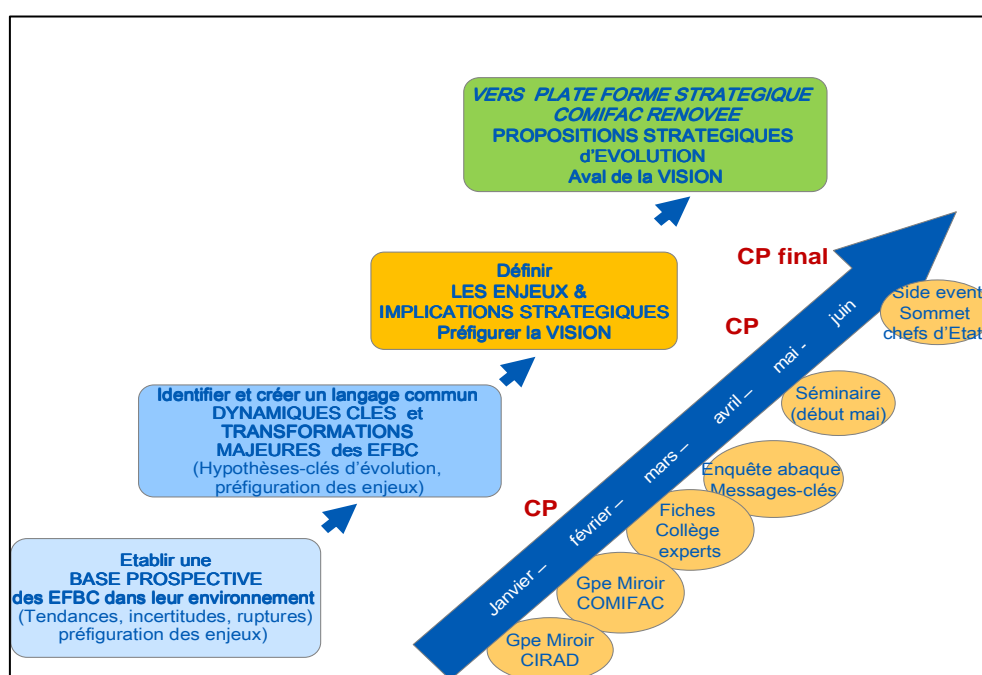 VERS PLATE FORME STRATEGIQUE
COMIFAC RENOVEE
PROPOSITIONS STRATEGIQUES
d'EVOLUTION
Aval de la VISION
Définir
LES ENJEUX &
IMPLICATIONS STRATEGIQUES
Préfigurer la VISION
Identifier et créer un langage commun
DYNAMIQUES CLES et
TRANSFORMATIONS
MAJEURES des EFBC
(Hypothèses-clés d'évolution,
préfiguration des enjeux)
Etablir une
BASE PROSPECTIVE
des EFBC dans leur environnement
(Tendances, incertitudes, ruptures)
préfiguration des enjeux)
CP final
CP
CP
Janvier – février – mars – avril – mai - juin
Side event
Sommet
chefs d'Etat
Séminaire
(début mai)
Enquête abaque
Messages-clés
Fiches
Collège
experts
Gpe Miroir
COMIFAC
Gpe Miroir
CIRAD